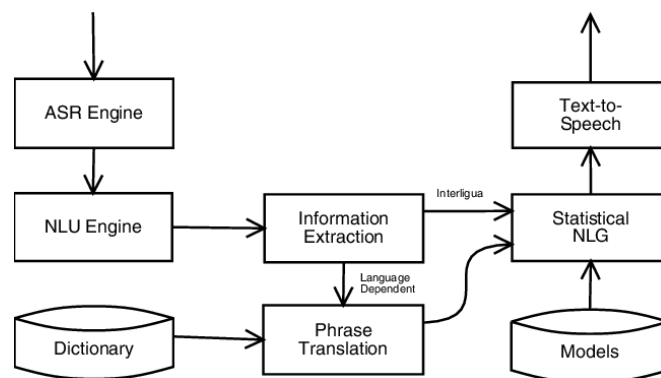 ASR Engine
Text-to-
Speech
NLU Engine
Information
Extraction
Interligua
Statistical
NLG
Language
Dependent
Dictionary
Phrase
Translation
Models